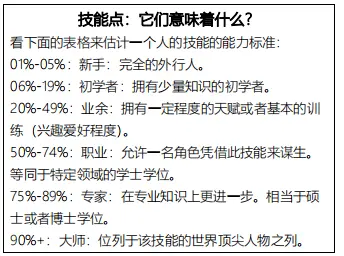 技能点：它们意味着什么？
看下面的表格来估计一个人的技能的能力标准：
01%-05%：新手：完全的外行人。
06%-19%：初学者：拥有少量知识的初学者。
20%-49%：业余：拥有一定程度的天赋或者基本的训
练（兴趣爱好程度）。
50%-74%：职业：允许一名角色凭借此技能来谋生。
等同于特定领域的学士学位。
75%-89%：专家：在专业知识上更进一步。相当于硕
士或者博士学位。
90%+：大师：位列于该技能的世界顶尖人物之列。